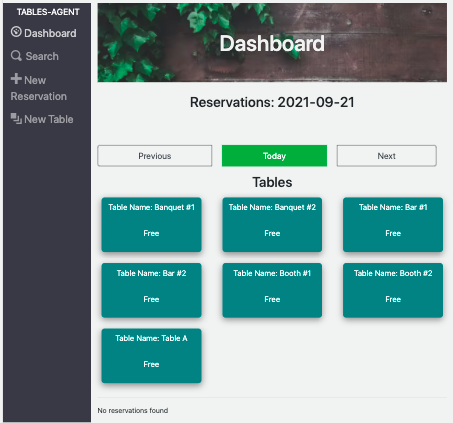 TABLES-AGENT
Dashboard
Search
New
Reservation
New Table
Dashboard
Reservations: 2021-09-21
Previous
Today
Next
Tables
Table Name: Banquet #1
Free
Table Name: Banquet #2
Free
Table Name: Bar #1
Free
Table Name: Bar #2
Free
Table Name: Booth #1
Free
Table Name: Booth #2
Free
Table Name: Table A
Free
No reservations found